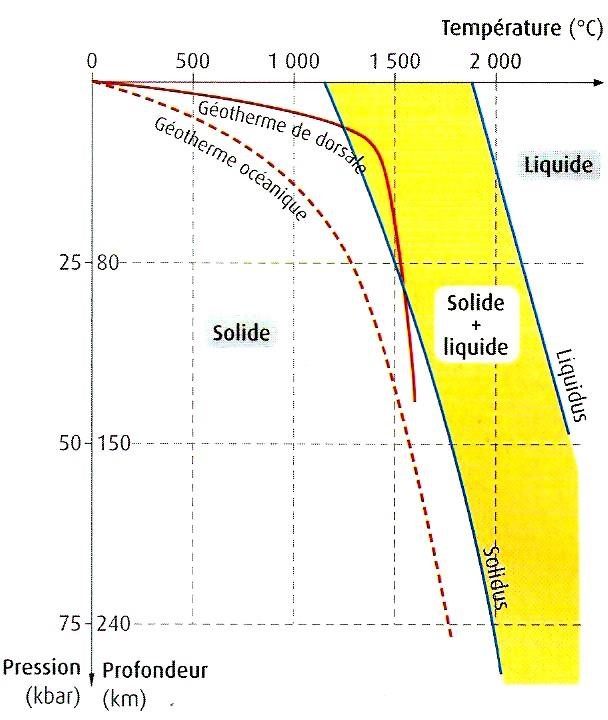 Température (°C)
0 500 1 000 1 500 2 000
Géotherme de dorsale
Géotherme océanique
Liquide
25 80
Solide
+
liquide
Solide
Liquidus
50 150
Solidus
75 240
Pression Profondeur
(kbar) (km)